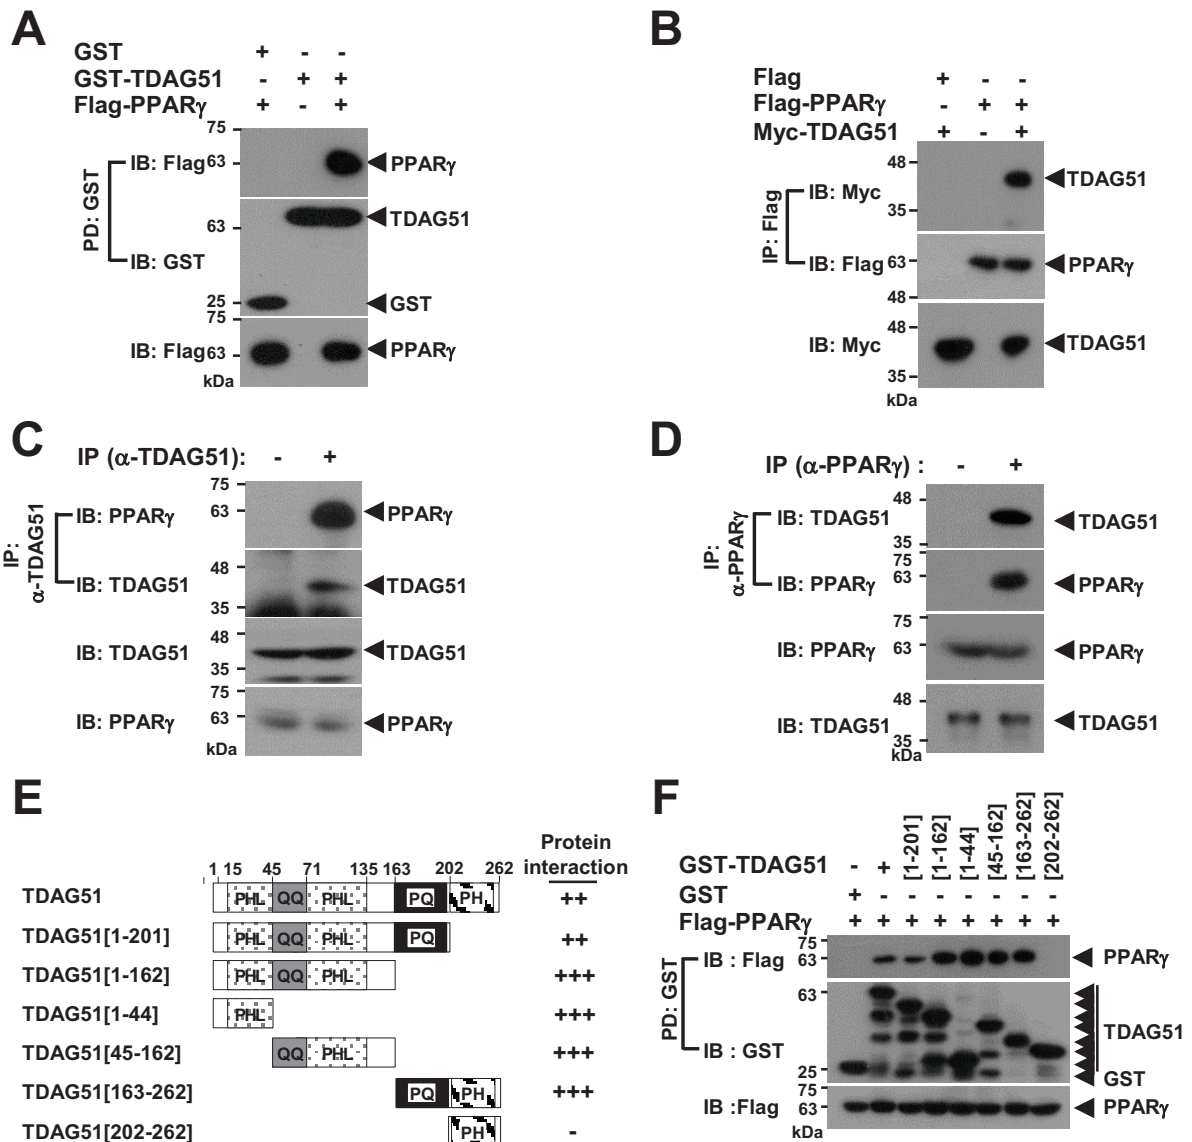 A
GST + - -
GST-TDAG51 - + +
Flag-PPARγ + - +
PD: GST
75
IB: Flag 63 PPARγ
63 TDAG51
IB: GST
25 GST
75
IB: Flag 63 PPARγ
kDa
B
Flag + - -
Flag-PPARγ - + +
Myc-TDAG51 + - +
IP: Flag
48 TDAG51
IB: Myc
35
IB: Flag 63 PPARγ
48
48
IB: Myc TDAG51
35
kDa
C
IP (α-TDAG51): - +
IP:
α-TDAG51
75
IB: PPARγ 63 PPARγ
48
IB: TDAG51 TDAG51
35
48
IB: TDAG51 TDAG51
35
75
IB: PPARγ 63 PPARγ
kDa
D
IP (α-PPARγ) : - +
IP:
α-PPARγ
48
IB: TDAG51 TDAG51
35
75
63
IB: PPARγ PPARγ
75
IB: PPARγ 63 PPARγ
48
IB: TDAG51 TDAG51
35
kDa
E
Protein
interaction
1 15 45 71 135 163 202 262
TDAG51 PHL QQ PHL PQ PH ++
TDAG51[1-201] PHL QQ PHL PQ ++
TDAG51[1-162] PHL QQ PHL +++
TDAG51[1-44] PHL +++
TDAG51[45-162] QQ PHL +++
TDAG51[163-262] PQ PH +++
TDAG51[202-262] PH -
F
GST-TDAG51 - + [1-201] [1-162] [1-44] [45-162] [163-262] [202-262]
GST + - - - - - - -
Flag-PPARγ + + + + + + + +
PD: GST
75
IB : Flag 63 PPARγ
63
TDAG51
IB : GST
25 GST
75
IB :Flag 63 PPARγ
kDa